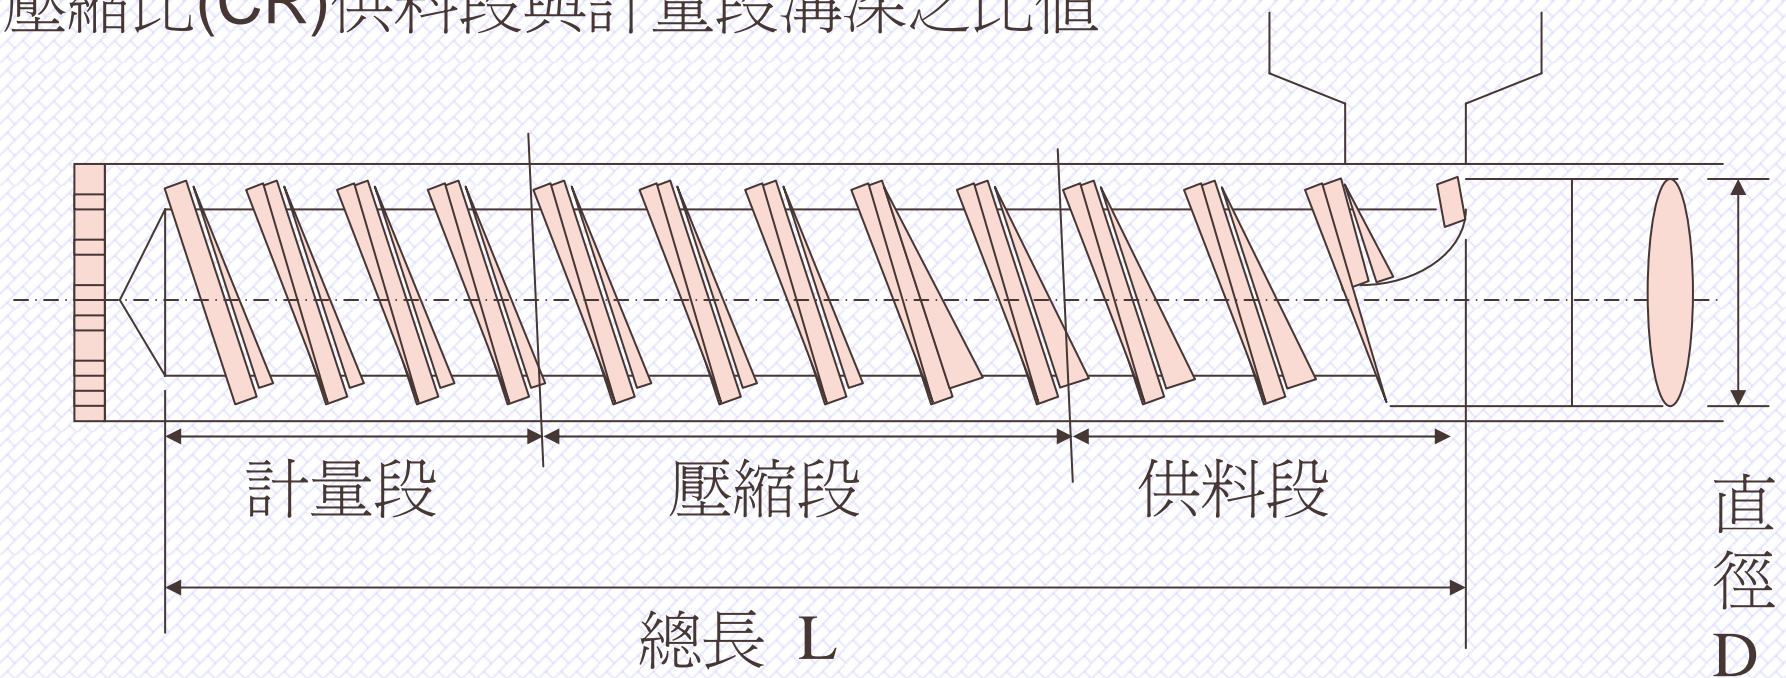 壓縮比(CR)供料段與計量段溝深之比值
計量段
壓縮段
供料段
總長 L
直
徑
D